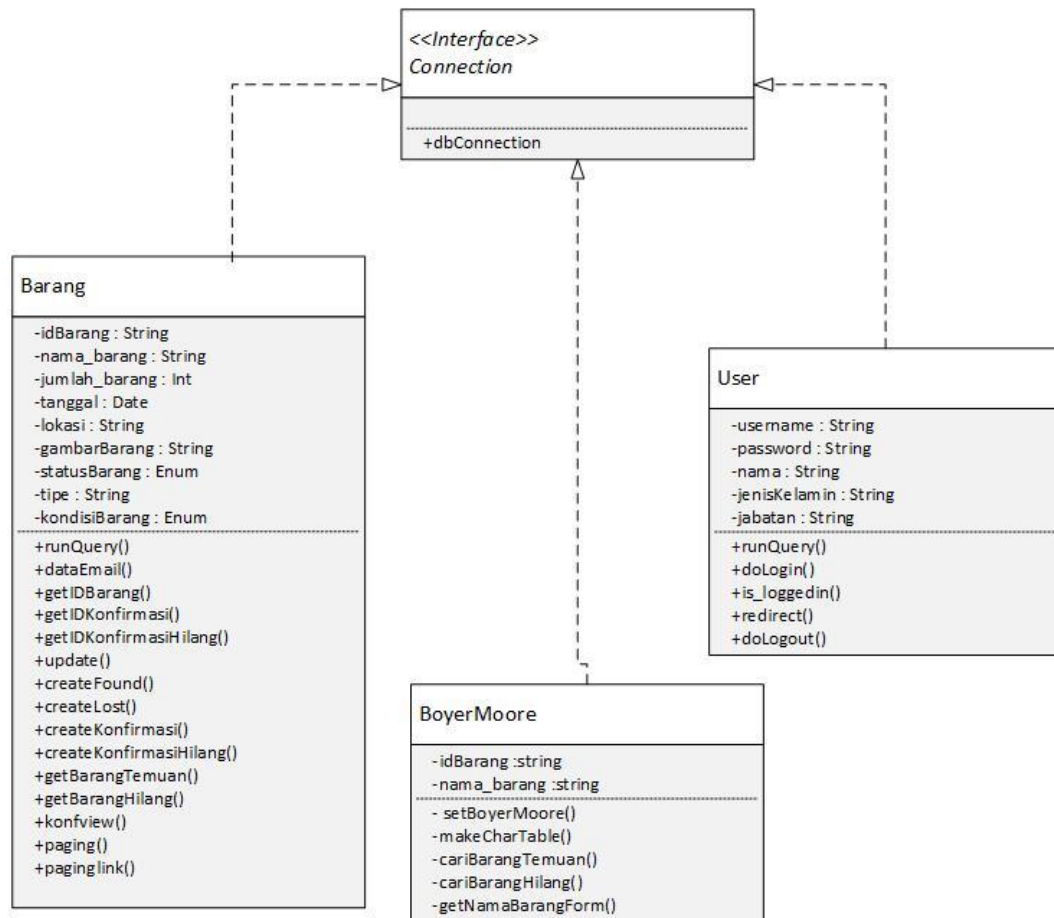 <<Interface>>
Connection
+dbConnection
Barang
-idBarang : String
-nama_barang : String
-jumlah_barang : Int
-tanggal : Date
-lokasi : String
-gambarBarang : String
-statusBarang : Enum
-tipe : String
-kondisiBarang : Enum
+runQuery()
+dataEmail()
+getIDBarang()
+getIDKonfirmasi()
+getIDKonfirmasiHilang()
+update()
+createFound()
+createLost()
+createKonfirmasi()
+createKonfirmasiHilang()
+getBarangTemuan()
+getBarangHilang()
+konfview()
+paging()
+paginglink()
User
-username : String
-password : String
-nama : String
-jenisKelamin : String
-jabatan : String
+runQuery()
+doLogin()
+is_loggedin()
+redirect()
+doLogout()
BoyerMoore
-idBarang :string
-nama_barang :string
- setBoyerMoore()
-makeCharTable()
-cariBarangTemuan()
-cariBarangHilang()
-getNamaBarangForm()